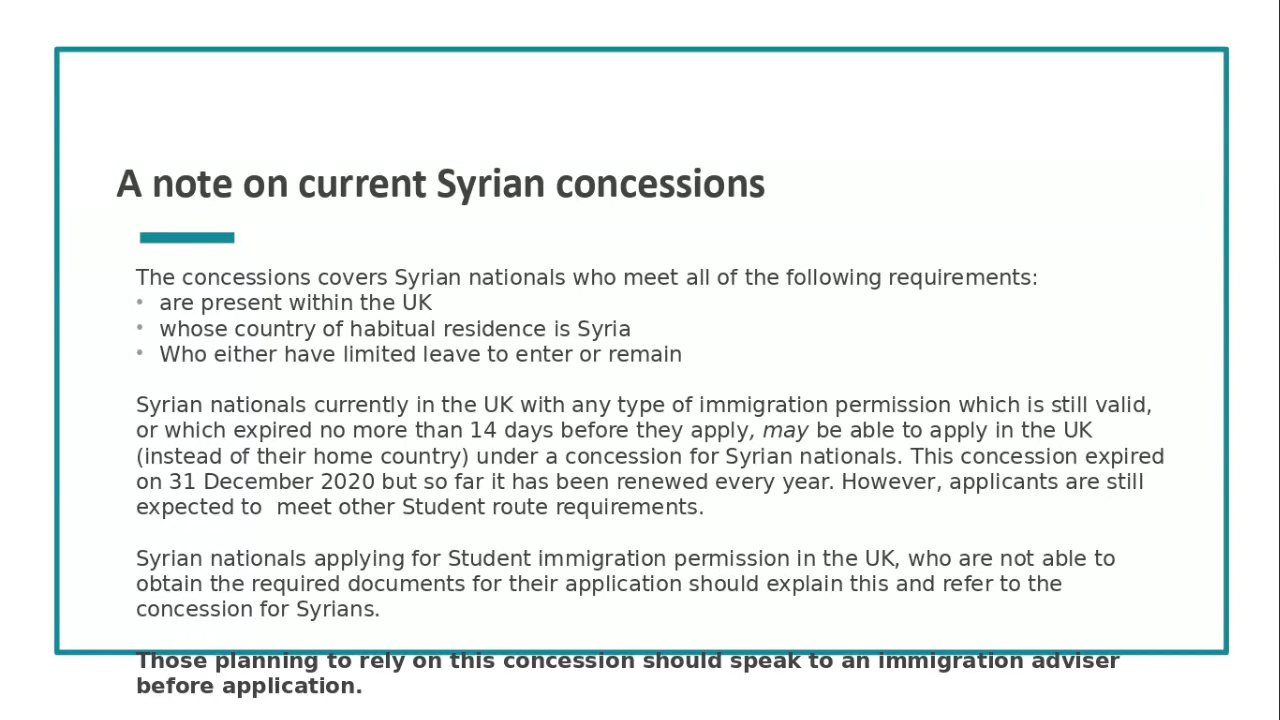 A note on current Syrian concessions
The concessions covers Syrian nationals who meet all of the following requirements:
• are present within the UK
• whose country of habitual residence is Syria
• Who either have limited leave to enter or remain
Syrian nationals currently in the UK with any type of immigration permission which is still valid,
or which expired no more than 14 days before they apply, may be able to apply in the UK
(instead of their home country) under a concession for Syrian nationals. This concession expired
on 31 December 2020 but so far it has been renewed every year. However, applicants are still
expected to  meet other Student route requirements.
Syrian nationals applying for Student immigration permission in the UK, who are not able to
obtain the required documents for their application should explain this and refer to the
concession for Syrians.
Those planning to rely on this concession should speak to an immigration adviser
before application.